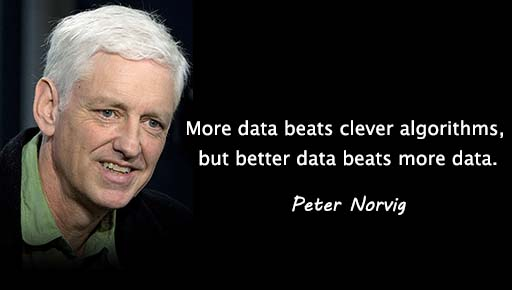 More data beats clever algorithms,
but better data beats more data.
Peter Norvig